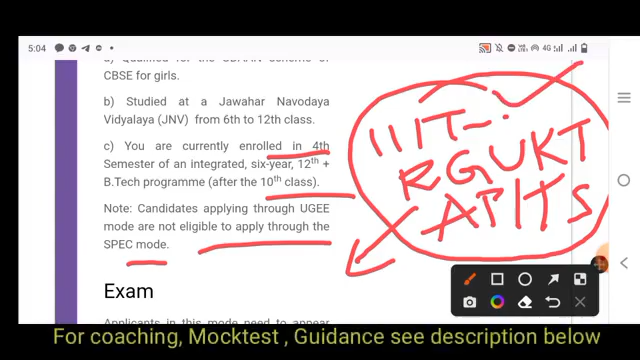 5:04
a) Qualified for the UDAAN scheme of
CBSE for girls.
b) Studied at a Jawahar Navodaya
Vidyalaya (JNV) from 6th to 12th class.
c) You are currently enrolled in 4th
Semester of an integrated, six-year, 12th +
B.Tech programme (after the 10th class).
Note: Candidates applying through UGEE
mode are not eligible to apply through the
SPEC mode.
Exam
Applicants in this mode need to appear
IIIT-
RGUKT
APIITS
For coaching, Mocktest , Guidance see description below